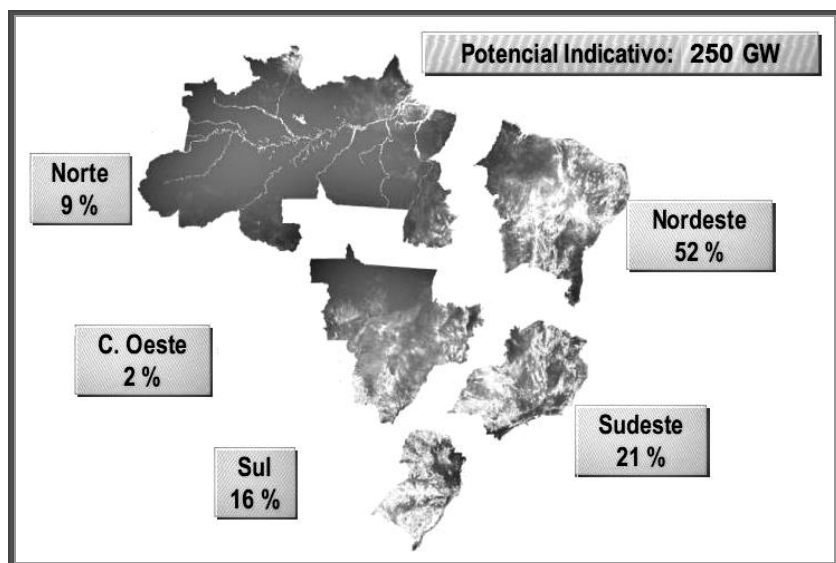 Potencial Indicativo: 250 GW
Norte
9 %
Nordeste
52 %
C. Oeste
2 %
Sudeste
21 %
Sul
16 %